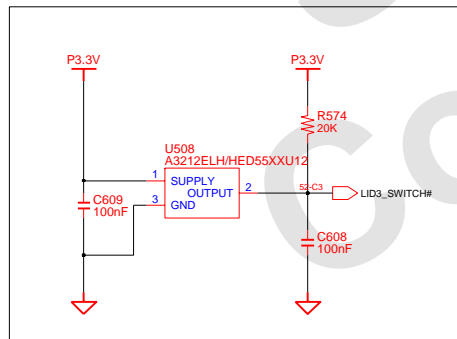 P3.3V
P3.3V
R574
20K
U508
A3212ELH/HED55XXU12
1
SUPPLY
OUTPUT
2
52-C3
LID3_SWITCH#
3
GND
C609
100nF
C608
100nF